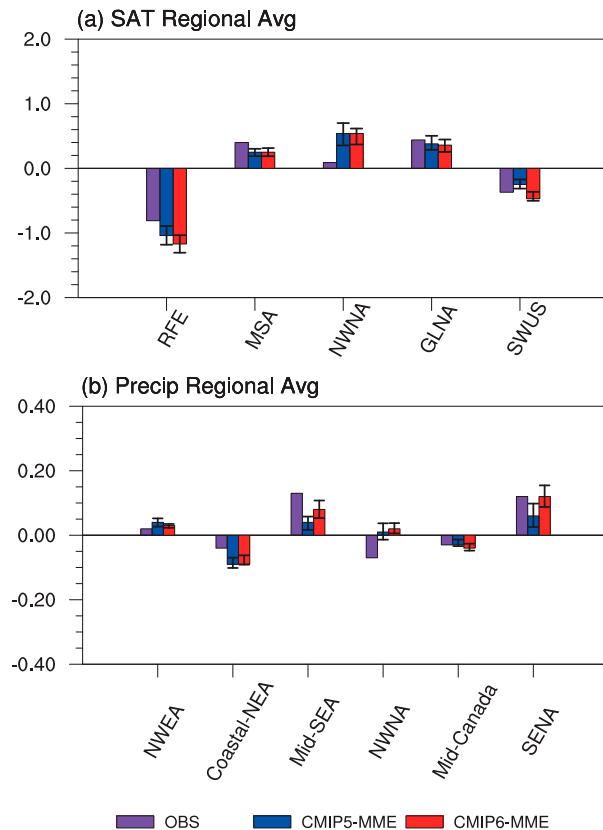 (a) SAT Regional Avg
2.0
1.0
0.0
-1.0
-2.0
RFE
MSA
NWNA
GLNA
SWUS
(b) Precip Regional Avg
0.40
0.20
0.00
-0.20
-0.40
NWEA
Coastal-NEA
Mid-SEA
NWNA
Mid-Canada
SENA
OBS CMIP5-MME CMIP6-MME